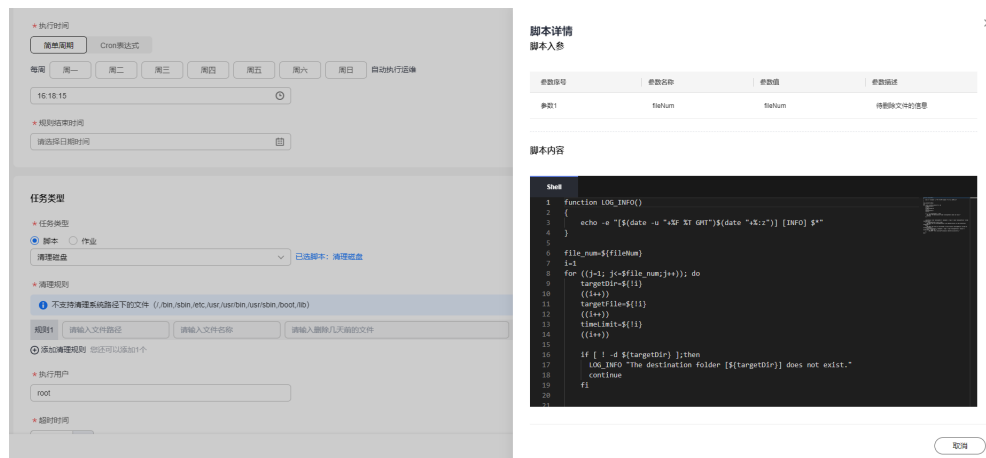 * 执行时间
简单周期 Cron表达式
每周 周一 周二 周三 周四 周五 周六 周日 自动执行运维
16:18:15
* 规则结束时间
请选择日期时间
任务类型
* 任务类型
脚本 作业
清理磁盘 已选脚本：清理磁盘
* 清理规则
不支持清理系统路径下的文件（/,/bin,/sbin,/etc,/usr,/usr/bin,/usr/sbin,/boot,/lib）
规则1 请输入文件路径 请输入文件名称 请输入删除几天前的文件
添加清理规则 您还可以添加1个
* 执行用户
root
* 超时时间
脚本详情
脚本入参
参数序号 参数名称 参数值 参数描述
参数1 fileNum fileNum 待删除文件的信息
脚本内容
Shell
1 function LOG_INFO()
2 {
3 echo -e "[$(date -u "+%F %T GMT")$(date "+%:z")] [INFO] $*"
4 }
5
6 file_num=${fileNum}
7 i=1
8 for ((j=1; j<=$file_num;j++)); do
9 targetDir=${!i}
10 ((i++))
11 targetFile=${!i}
12 ((i++))
13 timeLimit=${!i}
14 ((i++))
15
16 if [ ! -d ${targetDir} ];then
17 LOG_INFO "The destination folder [${targetDir}] does not exist."
18 continue
19 fi
20
21
取消